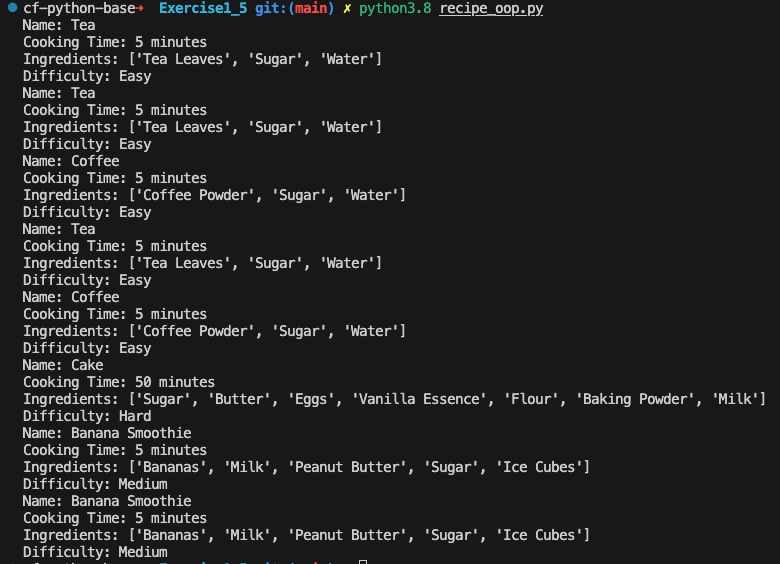 cf-python-base→ Exercise1_5 git:(main) ✗ python3.8 recipe_oop.py
Name: Tea
Cooking Time: 5 minutes
Ingredients: ['Tea Leaves', 'Sugar', 'Water']
Difficulty: Easy
Name: Tea
Cooking Time: 5 minutes
Ingredients: ['Tea Leaves', 'Sugar', 'Water']
Difficulty: Easy
Name: Coffee
Cooking Time: 5 minutes
Ingredients: ['Coffee Powder', 'Sugar', 'Water']
Difficulty: Easy
Name: Tea
Cooking Time: 5 minutes
Ingredients: ['Tea Leaves', 'Sugar', 'Water']
Difficulty: Easy
Name: Coffee
Cooking Time: 5 minutes
Ingredients: ['Coffee Powder', 'Sugar', 'Water']
Difficulty: Easy
Name: Cake
Cooking Time: 50 minutes
Ingredients: ['Sugar', 'Butter', 'Eggs', 'Vanilla Essence', 'Flour', 'Baking Powder', 'Milk']
Difficulty: Hard
Name: Banana Smoothie
Cooking Time: 5 minutes
Ingredients: ['Bananas', 'Milk', 'Peanut Butter', 'Sugar', 'Ice Cubes']
Difficulty: Medium
Name: Banana Smoothie
Cooking Time: 5 minutes
Ingredients: ['Bananas', 'Milk', 'Peanut Butter', 'Sugar', 'Ice Cubes']
Difficulty: Medium